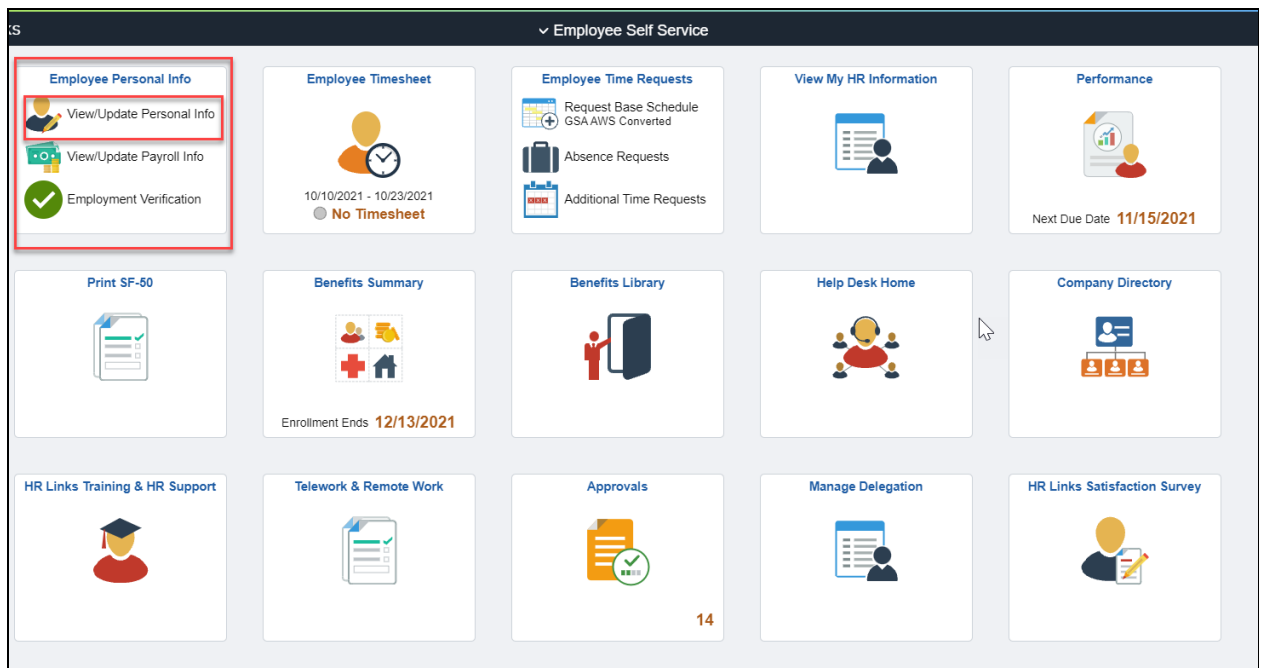 Employee Self Service
Employee Personal Info
View/Update Personal Info
View/Update Payroll Info
Employment Verification
Employee Timesheet
10/10/2021 - 10/23/2021
No Timesheet
Employee Time Requests
Request Base Schedule
GSA AWS Converted
Absence Requests
Additional Time Requests
View My HR Information
Performance
Next Due Date 11/15/2021
Print SF-50
Benefits Summary
Enrollment Ends 12/13/2021
Benefits Library
Help Desk Home
Company Directory
HR Links Training & HR Support
Telework & Remote Work
Approvals
14
Manage Delegation
HR Links Satisfaction Survey